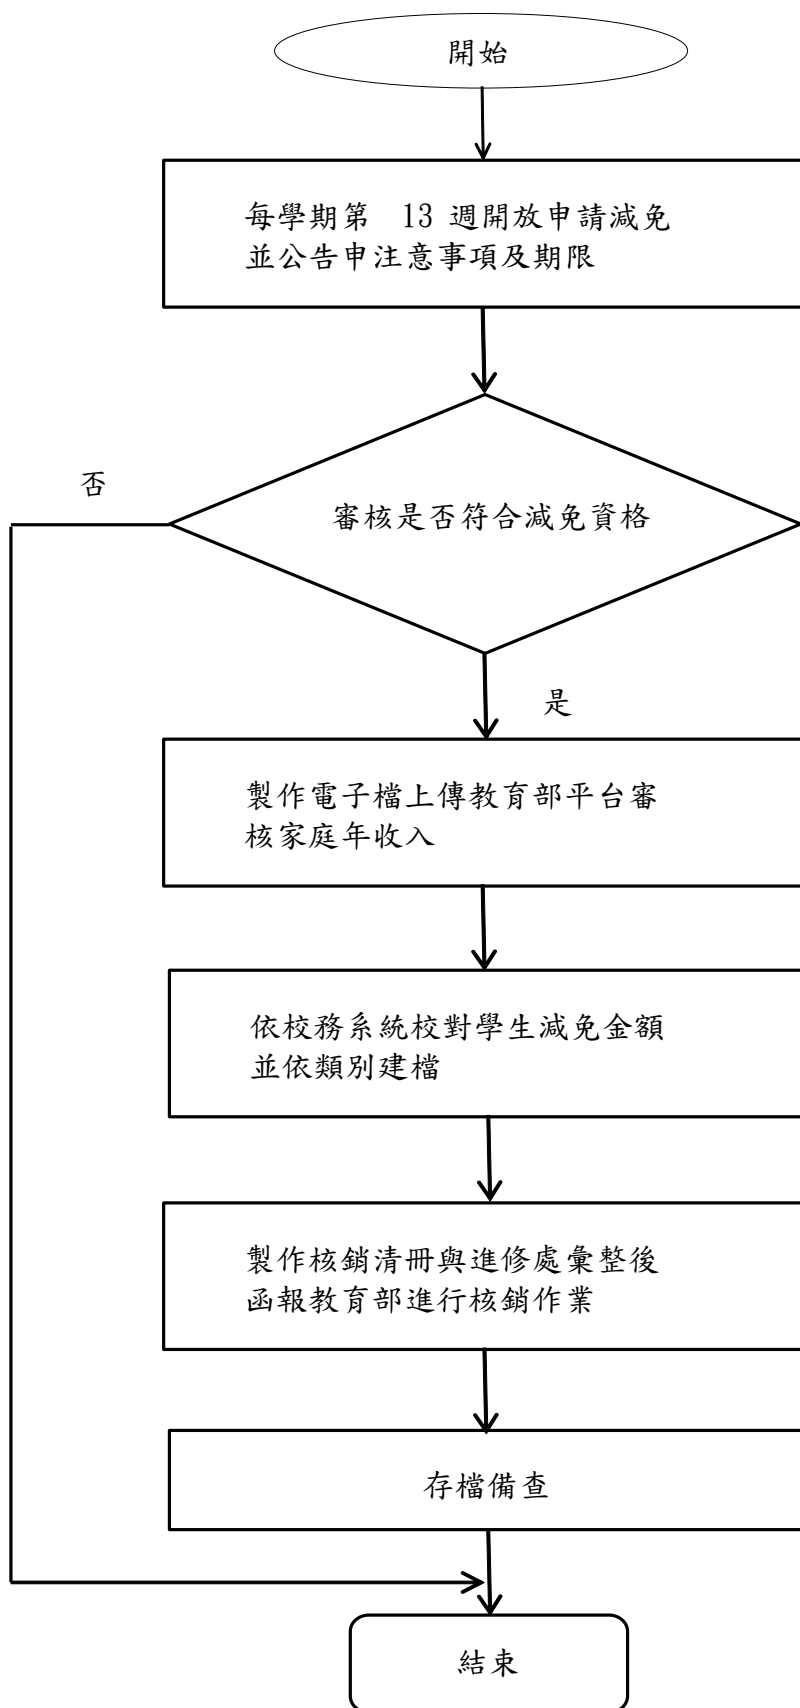 開始
每學期第 13 週開放申請減免
並公告申注意事項及期限
否
審核是否符合減免資格
是
製作電子檔上傳教育部平台審
核家庭年收入
依校務系統校對學生減免金額
並依類別建檔
製作核銷清冊與進修處彙整後
函報教育部進行核銷作業
存檔備查
結束